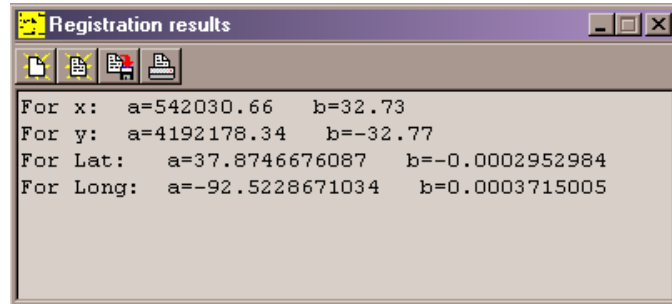 Registration results
For x:  a=542030.66   b=32.73
For y:  a=4192178.34   b=-32.77
For Lat:   a=37.8746676087   b=-0.0002952984
For Long:  a=-92.5228671034   b=0.0003715005